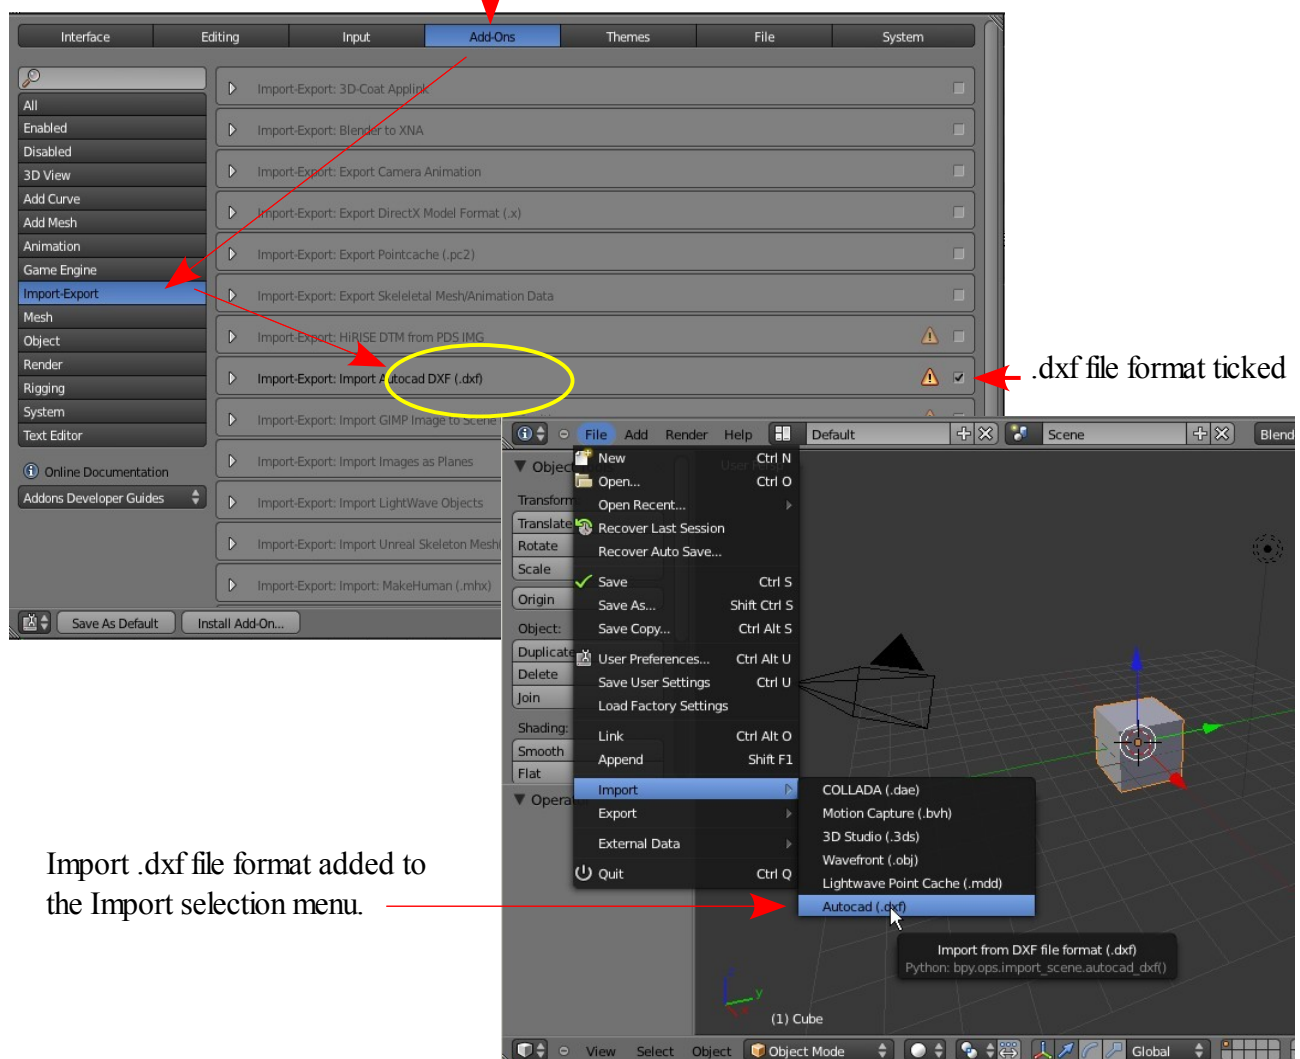 Interface Editing Input Add-Ons Themes File System
All
Enabled
Disabled
3D View
Add Curve
Add Mesh
Animation
Game Engine
Import-Export
Mesh
Object
Render
Rigging
System
Text Editor
Online Documentation
Addons Developer Guides
Import-Export: 3D-Coat Applink
Import-Export: Blender to XNA
Import-Export: Export Camera Animation
Import-Export: Export DirectX Model Format (.x)
Import-Export: Export Pointcache (.pc2)
Import-Export: Export Skeleletal Mesh/Animation Data
Import-Export: HiRISE DTM from PDS IMG
Import-Export: Import Autocad DXF (.dxf)
Import-Export: Import GIMP Image to Scene
Import-Export: Import Images as Planes
Import-Export: Import LightWave Objects
Import-Export: Import Unreal Skeleton Mesh
Import-Export: Import: MakeHuman (.mhx)
Save As Default Install Add-On...
.dxf file format ticked
File Add Render Help Default Scene Blend
Object
User Persp
Transform
Translate
Rotate
Scale
Origin
Object:
Duplicate
Delete
Join
Shading:
Smooth
Flat
Opera
New Ctrl N
Open... Ctrl O
Open Recent...
Recover Last Session
Recover Auto Save...
Save Ctrl S
Save As... Shift Ctrl S
Save Copy... Ctrl Alt S
User Preferences... Ctrl Alt U
Save User Settings Ctrl U
Load Factory Settings
Link Ctrl Alt O
Append Shift F1
Import
Export
External Data
Quit Ctrl Q
COLLADA (.dae)
Motion Capture (.bvh)
3D Studio (.3ds)
Wavefront (.obj)
Lightwave Point Cache (.mdd)
Autocad (.dxf)
Import from DXF file format (.dxf)
Python: bpy.ops.import_scene.autocad_dxf()
Import .dxf file format added to
the Import selection menu.
z
y
x
(1) Cube
View Select Object Object Mode Global